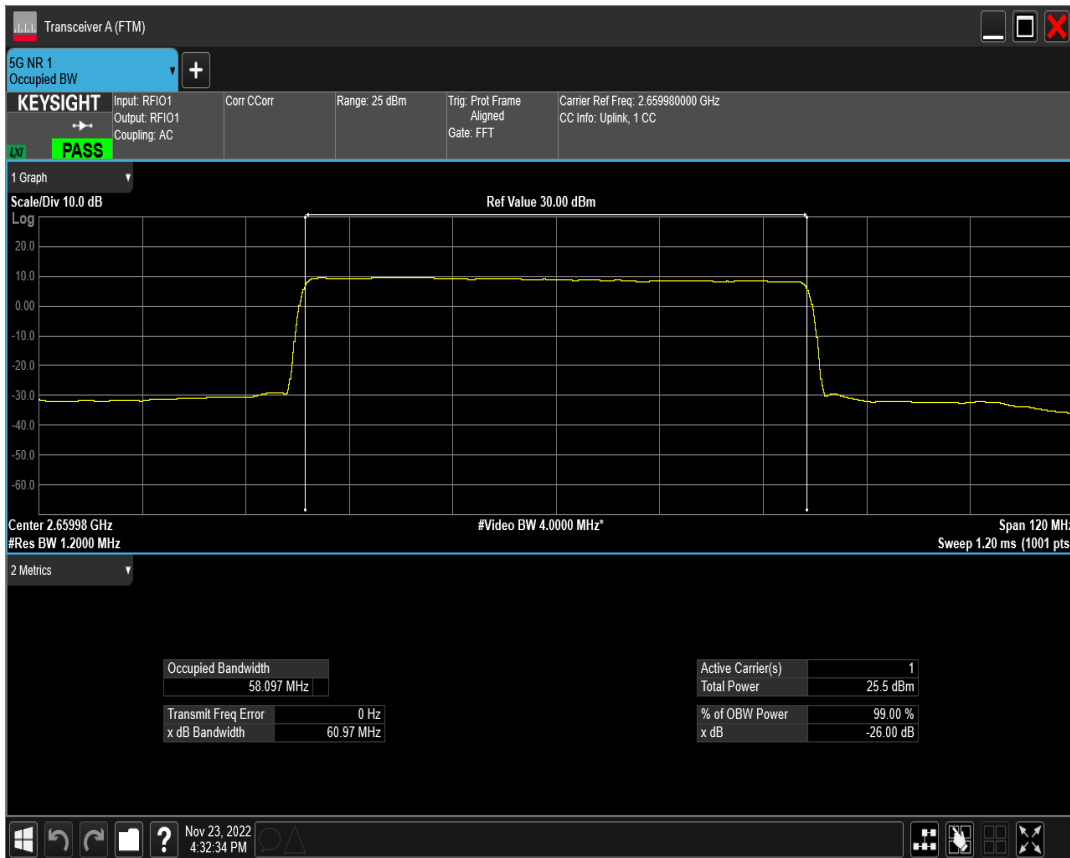 Transceiver A (FTM)
5G NR 1
Occupied BW
+
KEYSIGHT
LXI
PASS
Input: RFIO1
Output: RFIO1
Coupling: AC
Corr CCorr
Range: 25 dBm
Trig: Prot Frame
Aligned
Gate: FFT
Carrier Ref Freq: 2.659980000 GHz
CC Info: Uplink, 1 CC
1 Graph
Scale/Div 10.0 dB
Ref Value 30.00 dBm
Log
20.0
10.0
0.00
-10.0
-20.0
-30.0
-40.0
-50.0
-60.0
Center 2.65998 GHz
#Video BW 4.0000 MHz*
Span 120 MHz
#Res BW 1.2000 MHz
Sweep 1.20 ms (1001 pts
2 Metrics
Occupied Bandwidth
58.097 MHz
Transmit Freq Error 0 Hz
x dB Bandwidth 60.97 MHz
Active Carrier(s) 1
Total Power 25.5 dBm
% of OBW Power 99.00 %
x dB -26.00 dB
?
Nov 23, 2022
4:32:34 PM